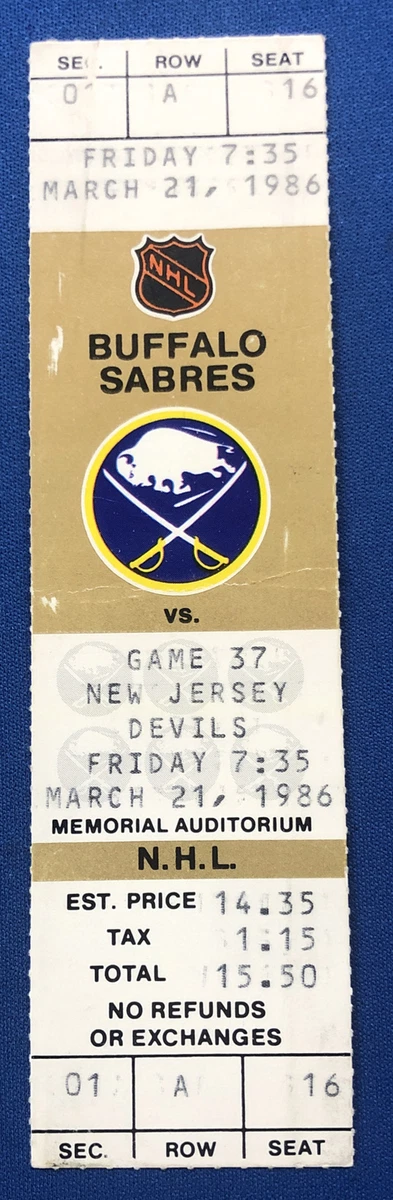 SEC. ROW SEAT
01 A 16
FRIDAY 7:35
MARCH 21, 1986
NHL
BUFFALO
SABRES
VS.
GAME 37
NEW JERSEY
DEVILS
FRIDAY 7:35
MARCH 21, 1986
MEMORIAL AUDITORIUM
N.H.L.
EST. PRICE 14.35
TAX 1.15
TOTAL 15.50
NO REFUNDS
OR EXCHANGES
01 A 16
SEC. ROW SEAT